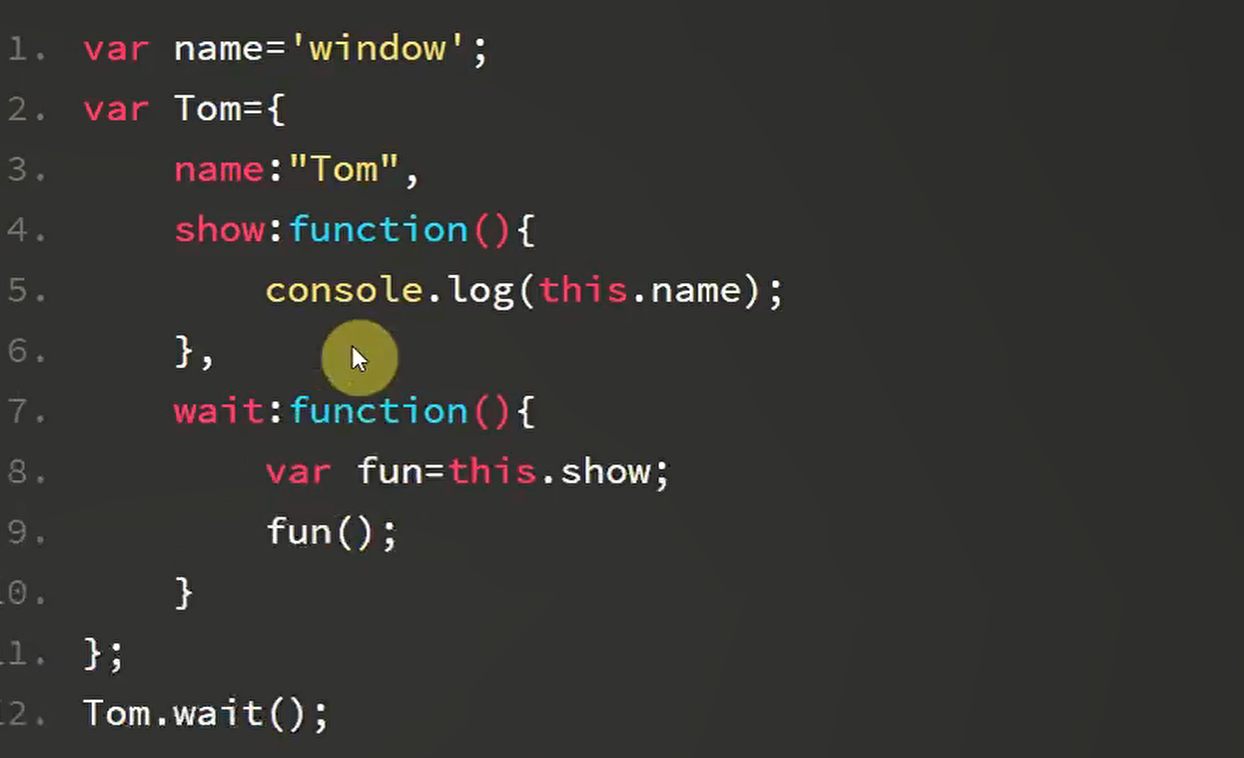 1. var name='window';
2. var Tom={
3. name:"Tom",
4. show:function(){
5. console.log(this.name);
6. },
7. wait:function(){
8. var fun=this.show;
9. fun();
10. }
11. };
12. Tom.wait();